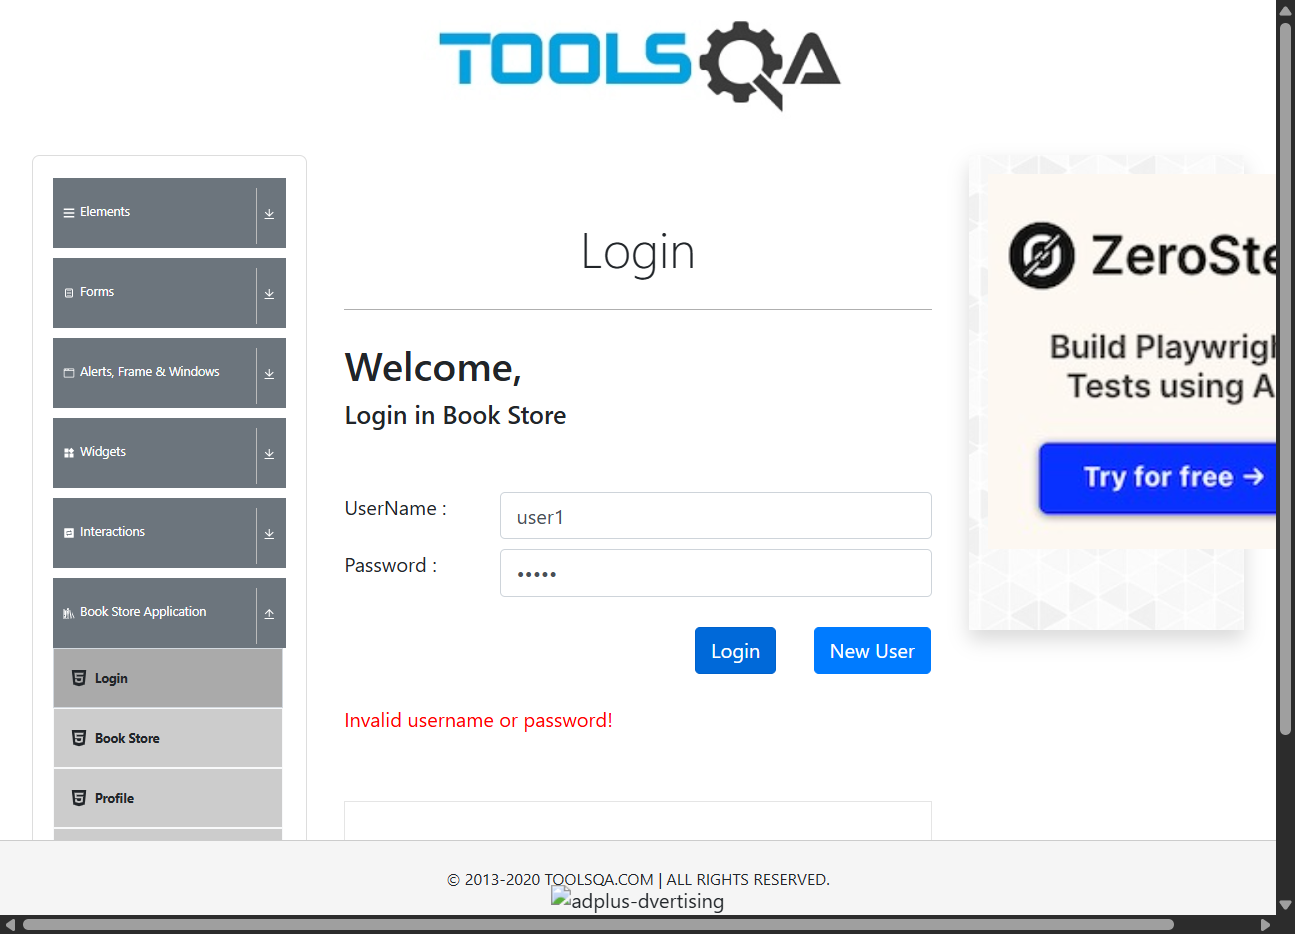 TOOLSQA
Elements
Forms
Alerts, Frame & Windows
Widgets
Interactions
Book Store Application
Login
Book Store
Profile
Login
Welcome,
Login in Book Store
UserName :
user1
Password :
•••••
Login
New User
Invalid username or password!
ZeroSte
Build Playwrigh
Tests using A
Try for free →
© 2013-2020 TOOLSQA.COM | ALL RIGHTS RESERVED.
adplus-dvertising